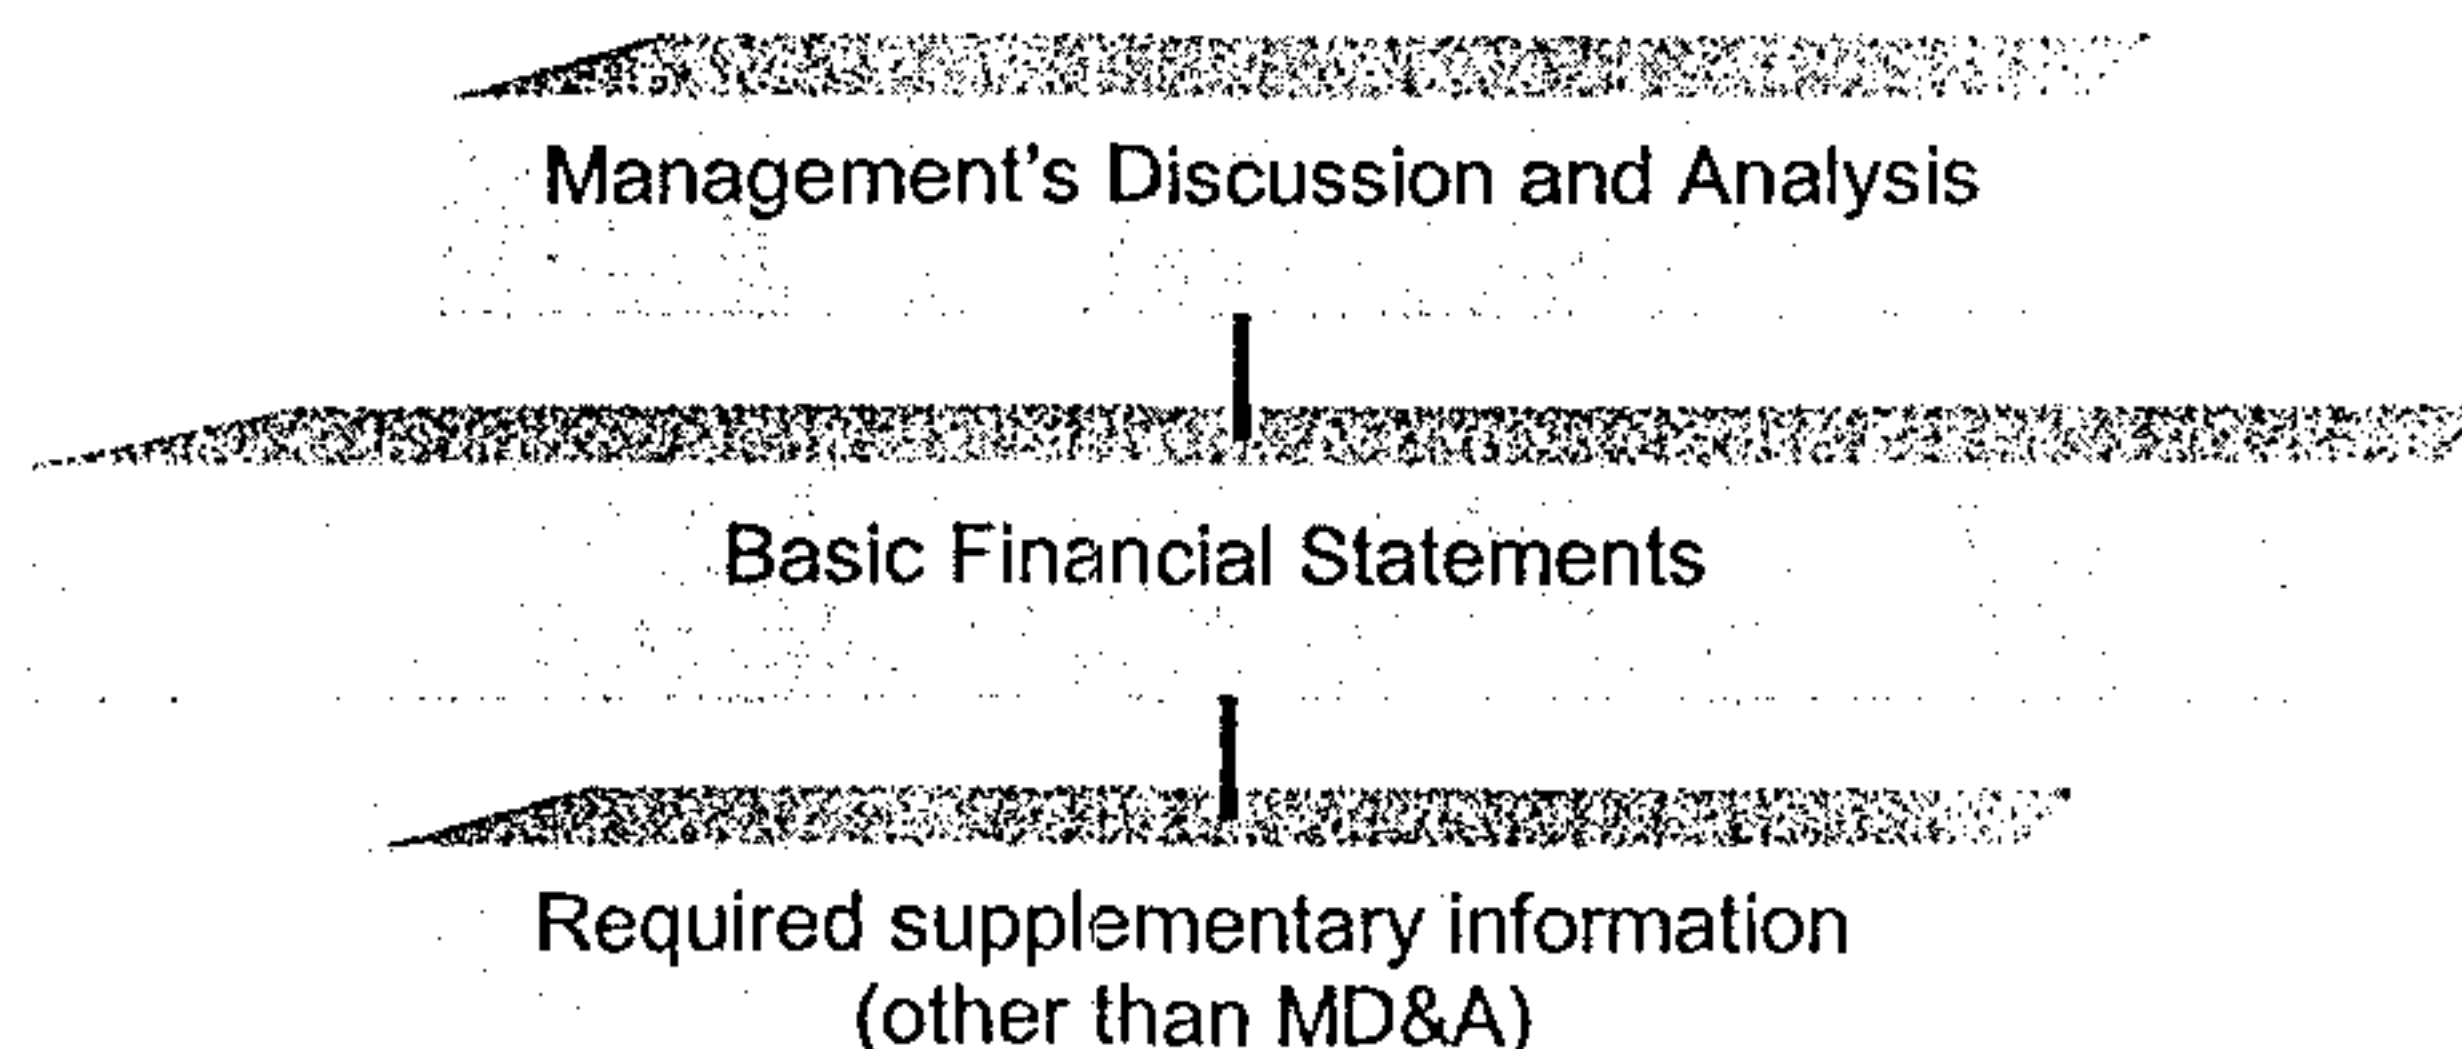 Management's Discussion and Analysis
Basic Financial Statements
Required supplementary information
(other than MD&A)